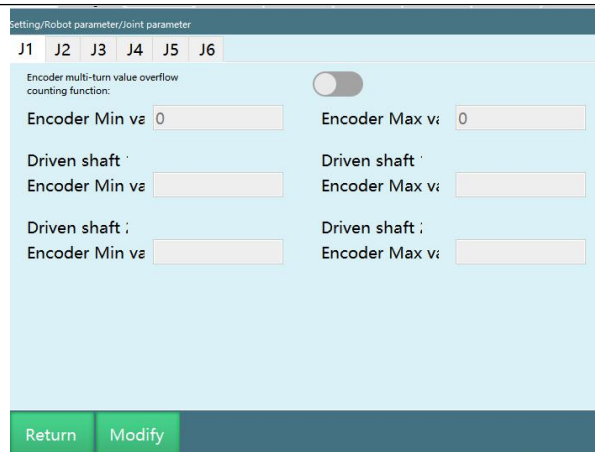 Setting/Robot parameter/Joint parameter
J1 J2 J3 J4 J5 J6
Encoder multi-turn value overflow
counting function:
Encoder Min va 0 Encoder Max va 0
Driven shaft Driven shaft
Encoder Min va Encoder Max va
Driven shaft Driven shaft
Encoder Min va Encoder Max va
Return Modify